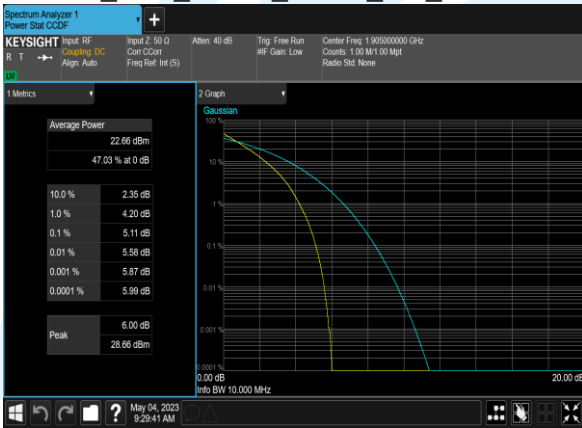 Spectrum Analyzer 1
Power Stat CCDF
+
KEYSIGHT
R T
LXI
Input: RF
Coupling: DC
Align: Auto
Input Z: 50 Ω
Corr CCorr
Freq Ref: Int (S)
Atten: 40 dB
Trig: Free Run
#IF Gain: Low
Center Freq: 1.905000000 GHz
Counts: 1.00 M/1.00 Mpt
Radio Std: None
1 Metrics
Average Power
22.66 dBm
47.03 % at 0 dB
10.0 % 2.35 dB
1.0 % 4.20 dB
0.1 % 5.11 dB
0.01 % 5.58 dB
0.001 % 5.87 dB
0.0001 % 5.99 dB
Peak 6.00 dB
28.66 dBm
2 Graph
Gaussian
100 %
10 %
1 %
0.1 %
0.01 %
0.001 %
0.0001 %
0.00 dB 20.00 dB
Info BW 10.000 MHz
?
May 04, 2023
9:29:41 AM